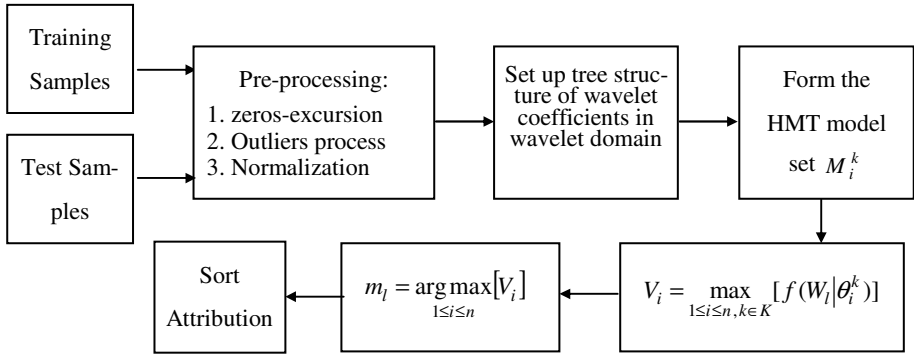 Training
Samples
Test Sam-
ples
Pre-processing:
1. zeros-excursion
2. Outliers process
3. Normalization
Set up tree struc-
ture of wavelet
coefficients in
wavelet domain
Form the
HMT model
set M_i^k
V_i = max_{1≤i≤n, k∈K} [f(W_l|θ_i^k)]
m_l = arg max_{1≤i≤n} [V_i]
Sort
Attribution